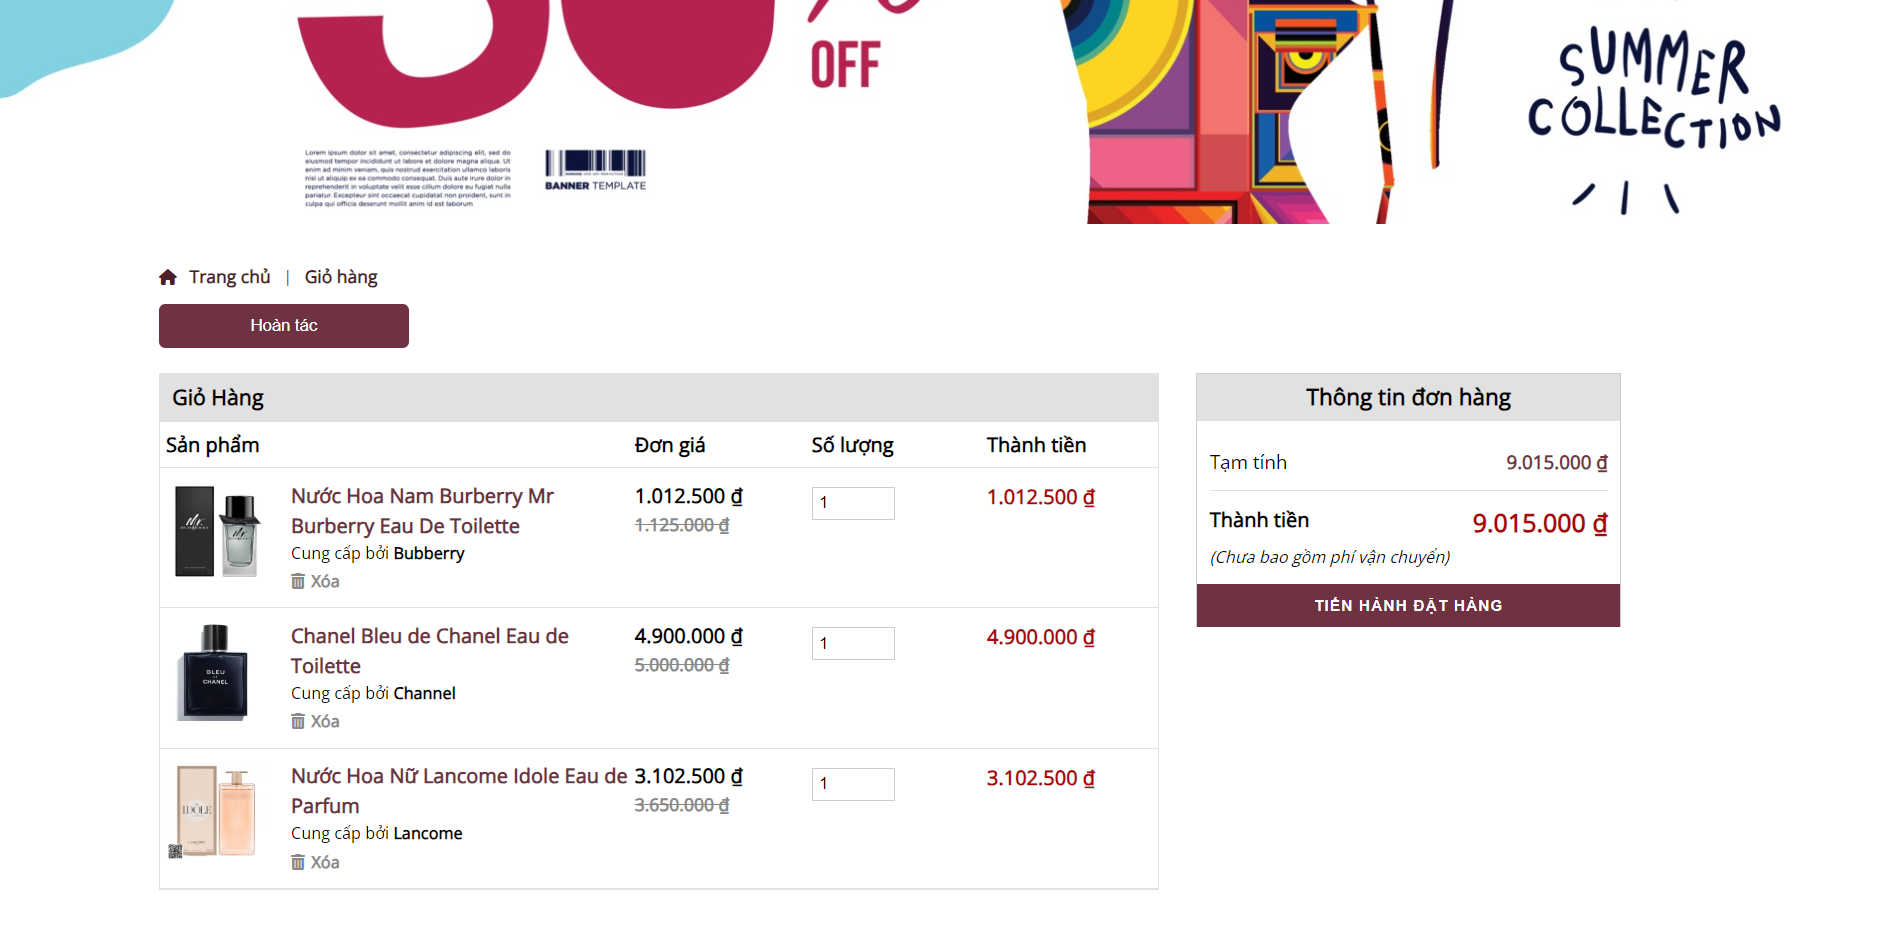 OFF
SUMMER
COLLECTION
Lorem ipsum dolor sit amet, consectetur adipiscing elit, sed do
eiusmod tempor incididunt ut labore et dolore magna aliqua. Ut
enim ad minim veniam, quis nostrud exercitation ullamco laboris
nisi ut aliquip ex ea commodo consequat. Duis aute irure dolor in
reprehenderit in voluptate velit esse cillum dolore eu fugiat nulla
pariatur. Excepteur sint occaecat cupidatat non proident, sunt in
culpa qui officia deserunt mollit anim id est laborum
BANNER TEMPLATE
Trang chủ | Giỏ hàng
Hoàn tác
Giỏ Hàng
Sản phẩm Đơn giá Số lượng Thành tiền
Nước Hoa Nam Burberry Mr
Burberry Eau De Toilette
Cung cấp bởi Bubberry
Xóa
1.012.500 ₫
1.125.000 ₫
1
1.012.500 ₫
BLEU
DE
CHANEL
Chanel Bleu de Chanel Eau de
Toilette
Cung cấp bởi Channel
Xóa
4.900.000 ₫
5.000.000 ₫
1
4.900.000 ₫
IDÔLE
Nước Hoa Nữ Lancome Idole Eau de
Parfum
Cung cấp bởi Lancome
Xóa
3.102.500 ₫
3.650.000 ₫
1
3.102.500 ₫
Thông tin đơn hàng
Tạm tính 9.015.000 ₫
Thành tiền 9.015.000 ₫
(Chưa bao gồm phí vận chuyển)
TIẾN HÀNH ĐẶT HÀNG